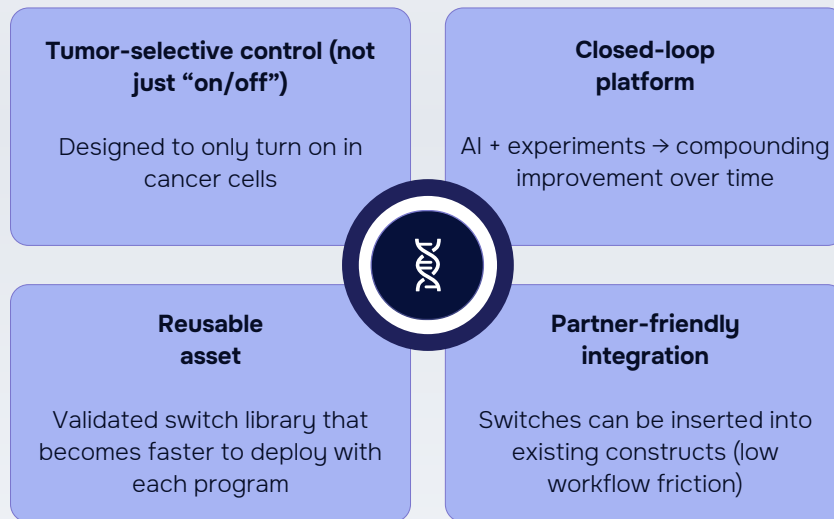 Tumor-selective control (not
just “on/off”)
Designed to only turn on in
cancer cells
Closed-loop
platform
AI + experiments → compounding
improvement over time
Reusable
asset
Validated switch library that
becomes faster to deploy with
each program
Partner-friendly
integration
Switches can be inserted into
existing constructs (low
workflow friction)